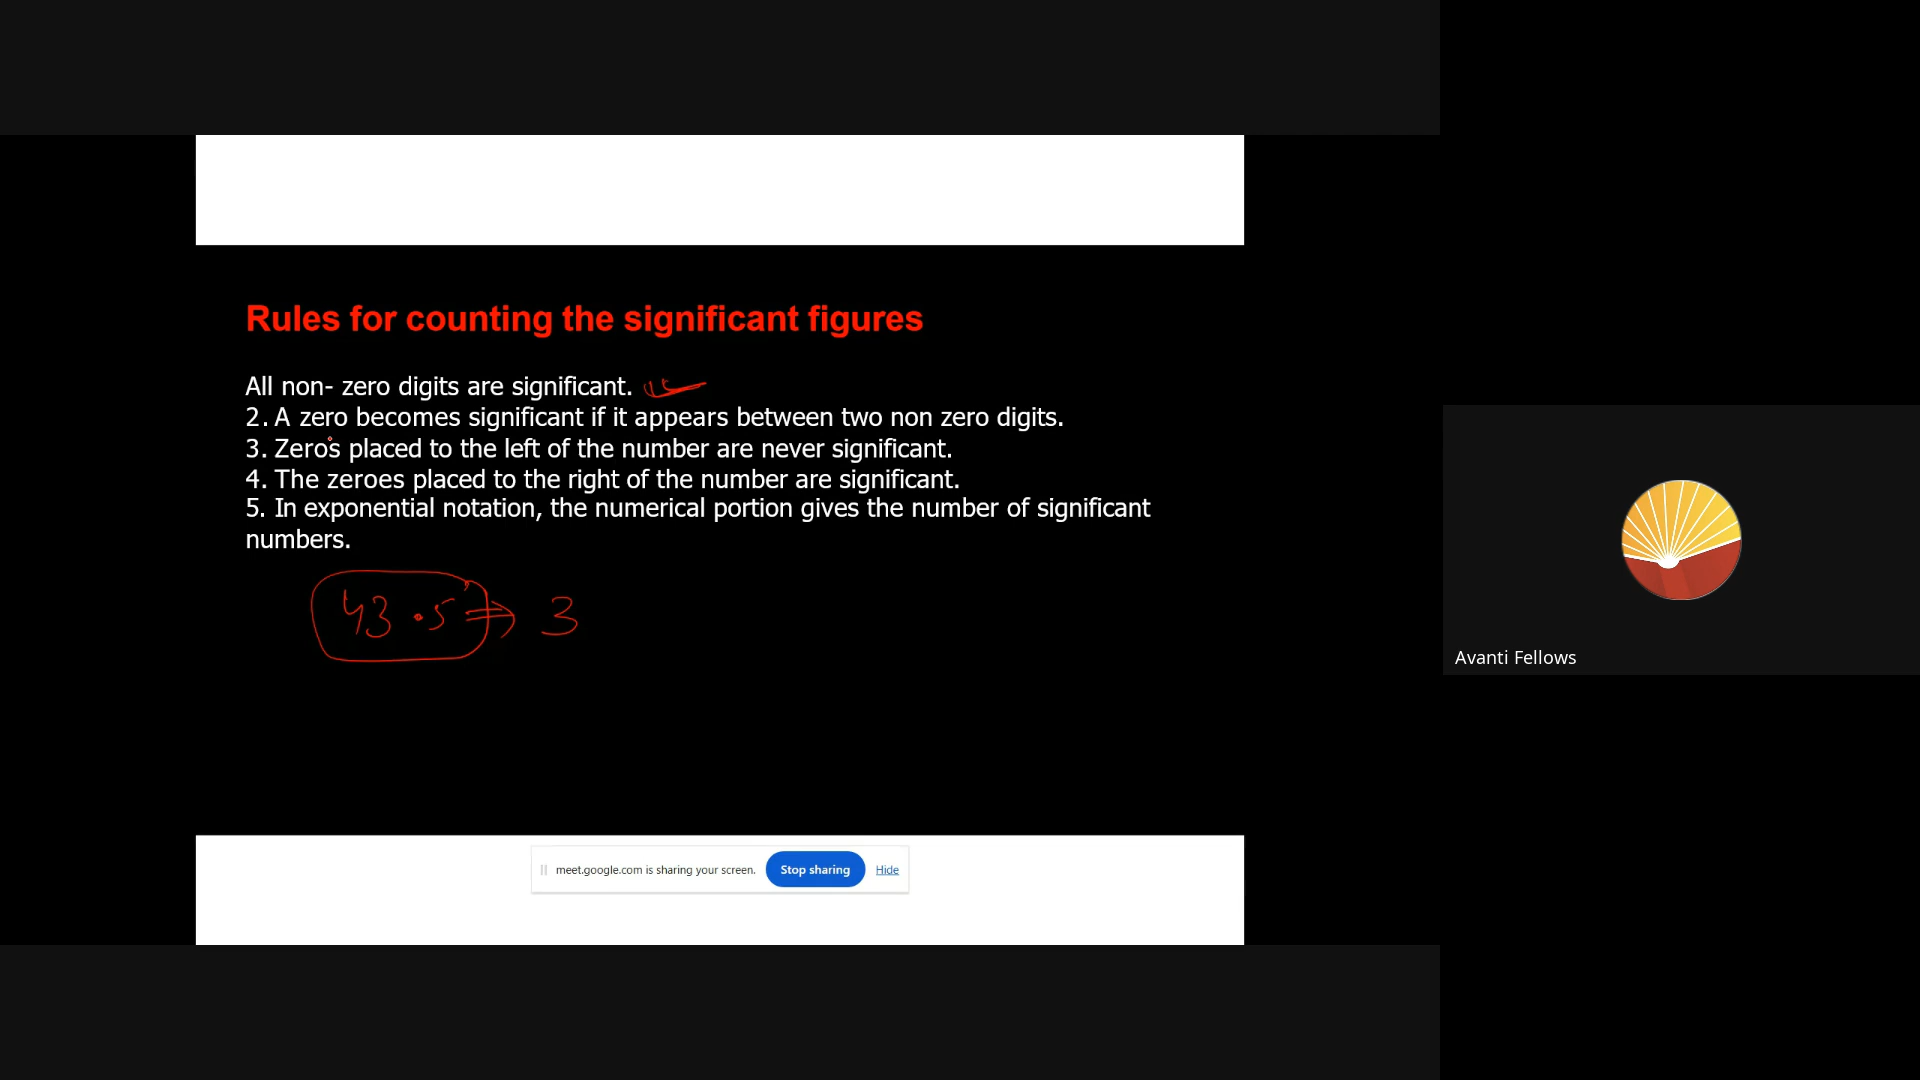 Rules for counting the significant figures
All non- zero digits are significant.
2. A zero becomes significant if it appears between two non zero digits.
3. Zeros placed to the left of the number are never significant.
4. The zeroes placed to the right of the number are significant.
5. In exponential notation, the numerical portion gives the number of significant
numbers.
43.5 ⇒ 3
meet.google.com is sharing your screen. Stop sharing Hide
Avanti Fellows